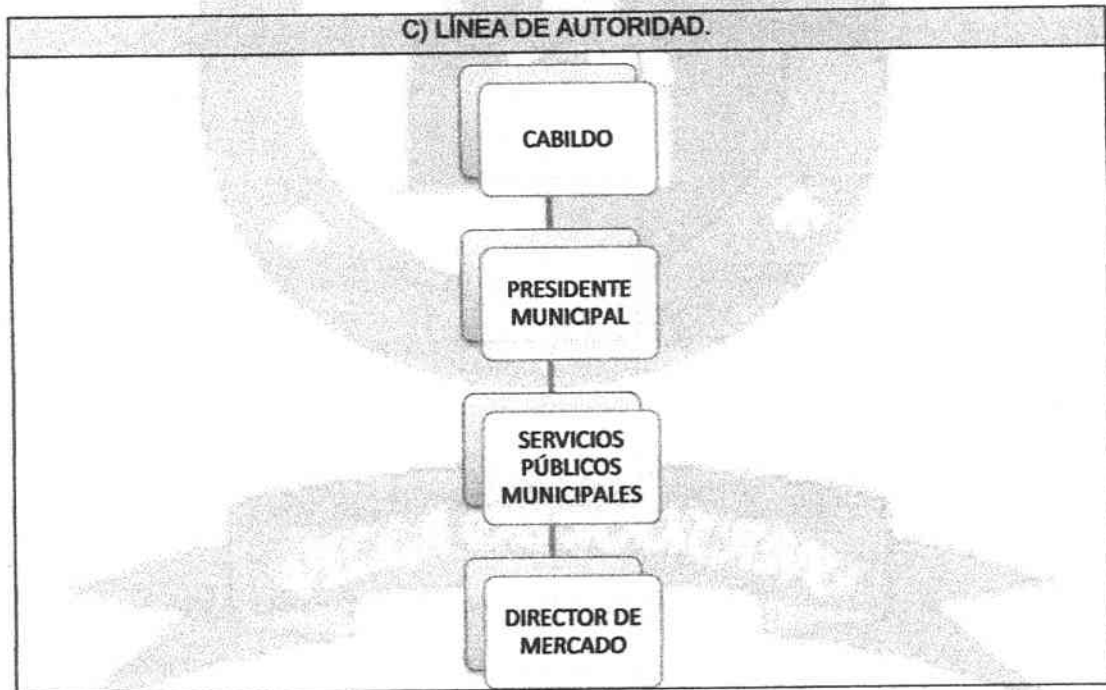 C) LÍNEA DE AUTORIDAD.
CABILDO
PRESIDENTE
MUNICIPAL
SERVICIOS
PÚBLICOS
MUNICIPALES
DIRECTOR DE
MERCADO